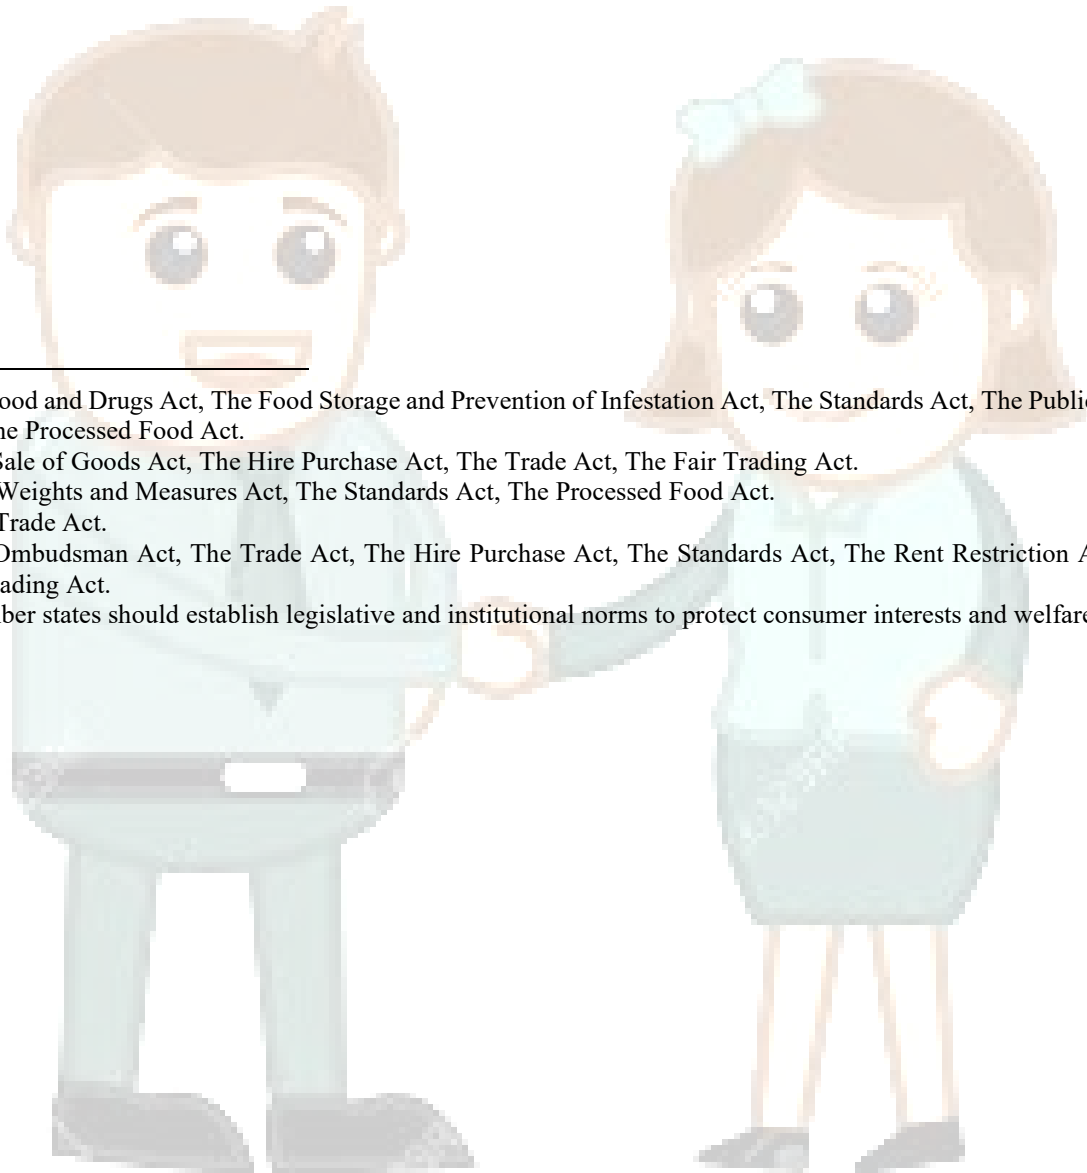 ood and Drugs Act, The Food Storage and Prevention of Infestation Act, The Standards Act, The Public
he Processed Food Act.
Sale of Goods Act, The Hire Purchase Act, The Trade Act, The Fair Trading Act.
Weights and Measures Act, The Standards Act, The Processed Food Act.
Trade Act.
Ombudsman Act, The Trade Act, The Hire Purchase Act, The Standards Act, The Rent Restriction A
ading Act.
ber states should establish legislative and institutional norms to protect consumer interests and welfare